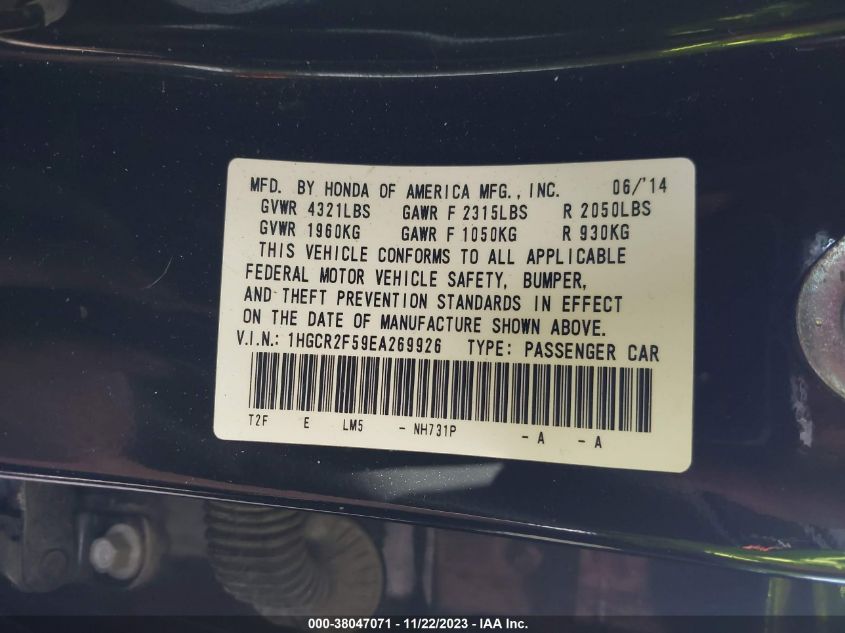 MFD. BY HONDA OF AMERICA MFG., INC. 06/'14
GVWR 4321LBS GAWR F 2315LBS R 2050LBS
GVWR 1960KG GAWR F 1050KG R 930KG
THIS VEHICLE CONFORMS TO ALL APPLICABLE
FEDERAL MOTOR VEHICLE SAFETY, BUMPER,
AND THEFT PREVENTION STANDARDS IN EFFECT
ON THE DATE OF MANUFACTURE SHOWN ABOVE.
V.I.N.: 1HGCR2F59EA269926 TYPE: PASSENGER CAR
T2F E LM5 - NH731P - A - A
000-38047071 - 11/22/2023 - IAA Inc.